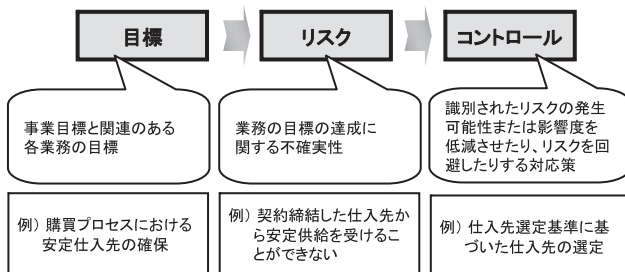 目標
リスク
コントロール
事業目標と関連のある
各業務の目標
業務の目標の達成に
関する不確実性
識別されたリスクの発生
可能性または影響度を
低減させたり、リスクを回
避したりする対応策
例） 購買プロセスにおける
安定仕入先の確保
例） 契約締結した仕入先か
ら安定供給を受けるこ
とができない
例） 仕入先選定基準に基
づいた仕入先の選定